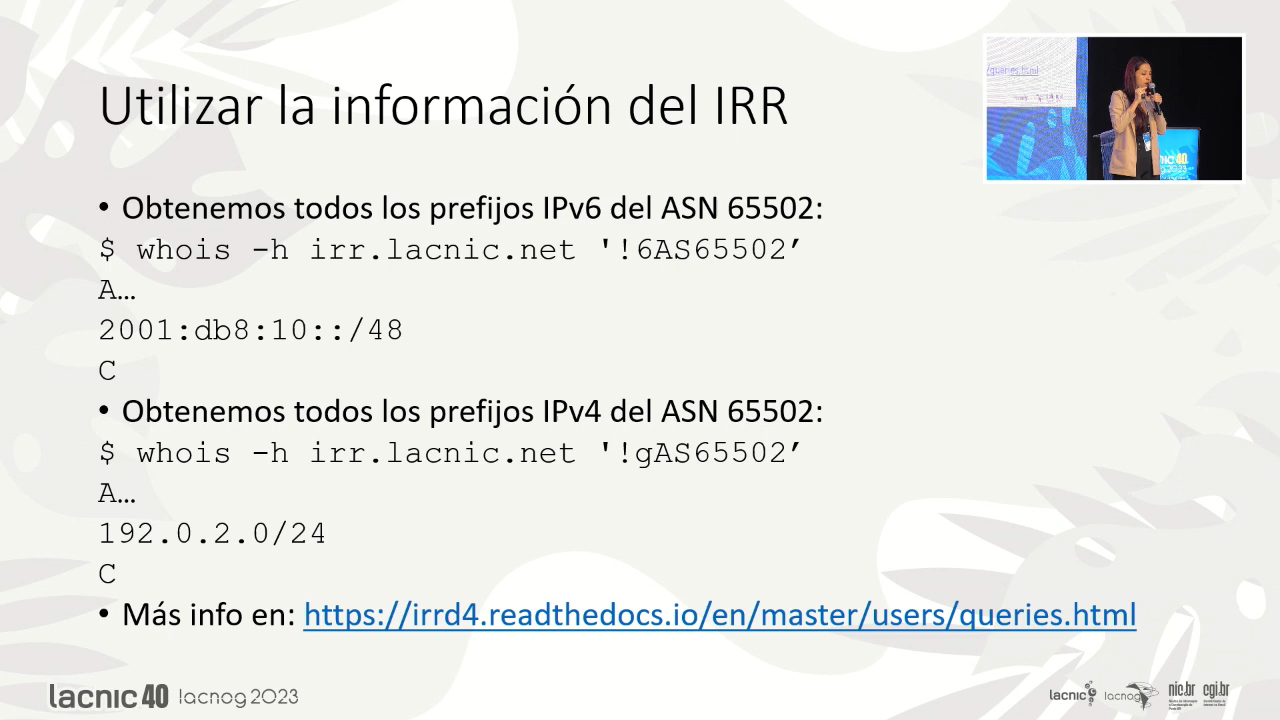 Utilizar la información del IRR
/queries.html
• Obtenemos todos los prefijos IPv6 del ASN 65502:
$ whois -h irr.lacnic.net '!6AS65502’
A…
2001:db8:10::/48
C
• Obtenemos todos los prefijos IPv4 del ASN 65502:
$ whois -h irr.lacnic.net '!gAS65502’
A…
192.0.2.0/24
C
• Más info en: https://irrd4.readthedocs.io/en/master/users/queries.html
lacnic 40 lacnog 2023
lacnic lacnog nic.br cgi.br